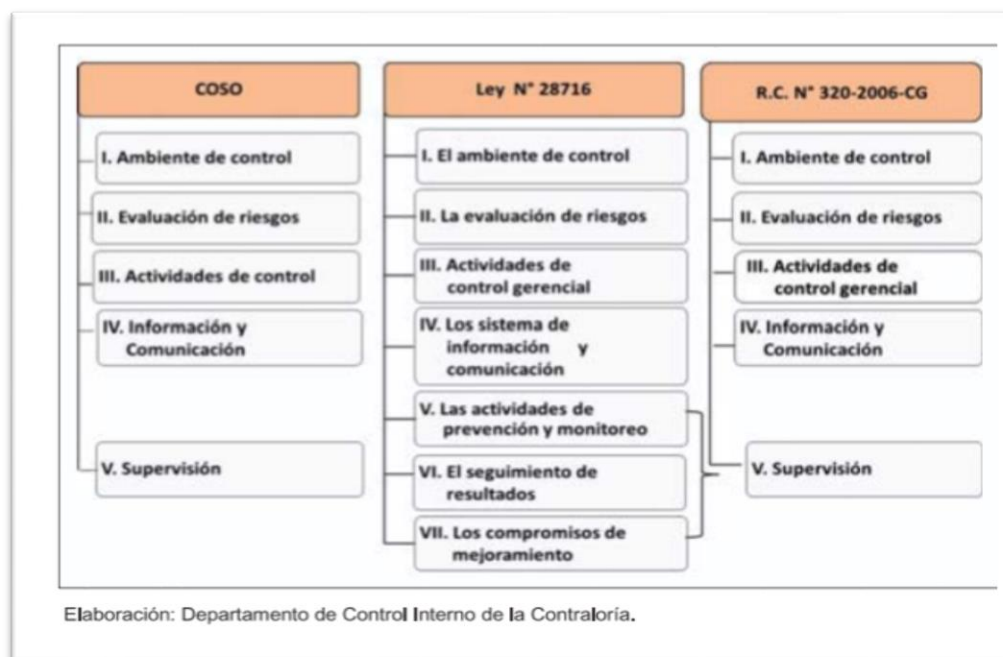 COSO
I. Ambiente de control
II. Evaluación de riesgos
III. Actividades de control
IV. Información y
Comunicación
V. Supervisión
Ley N° 28716
I. El ambiente de control
II. La evaluación de riesgos
III. Actividades de
control gerencial
IV. Los sistema de
información y
comunicación
V. Las actividades de
prevención y monitoreo
VI. El seguimiento de
resultados
VII. Los compromisos de
mejoramiento
R.C. N° 320-2006-CG
I. Ambiente de control
II. Evaluación de riesgos
III. Actividades de
control gerencial
IV. Información y
Comunicación
V. Supervisión
Elaboración: Departamento de Control Interno de la Contraloría.